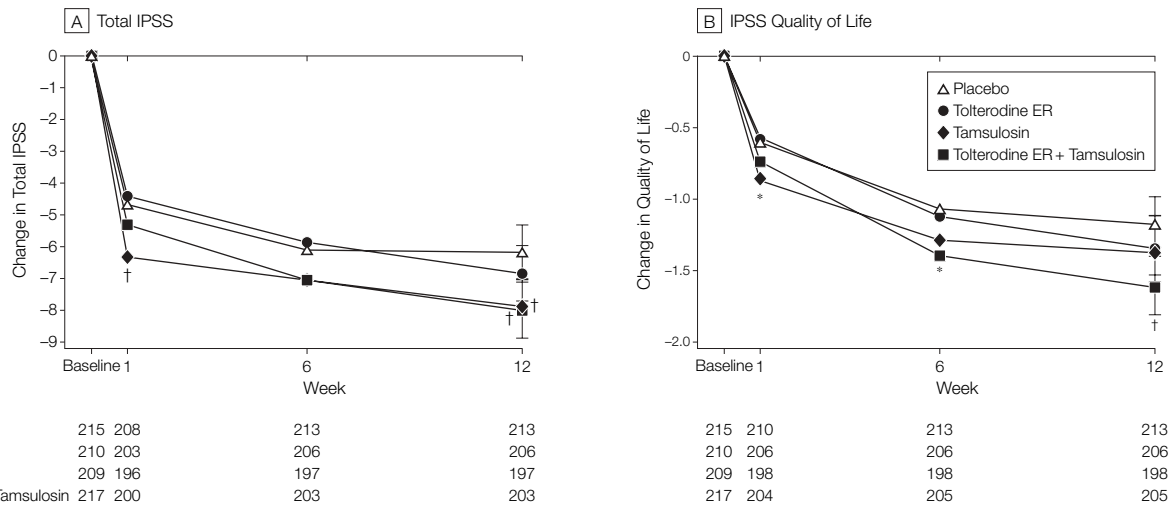 A Total IPSS
0
–1
–2
–3
–4
–5
–6
–7
–8
–9
Change in Total IPSS
†
†
†
Baseline 1 6 12
Week
215 208 213 213
210 203 206 206
209 196 197 197
Tamsulosin 217 200 203 203
B IPSS Quality of Life
0
–0.5
–1.0
–1.5
–2.0
Change in Quality of Life
Placebo
Tolterodine ER
Tamsulosin
Tolterodine ER + Tamsulosin
*
*
†
Baseline 1 6 12
Week
215 210 213 213
210 206 206 206
209 198 198 198
217 204 205 205